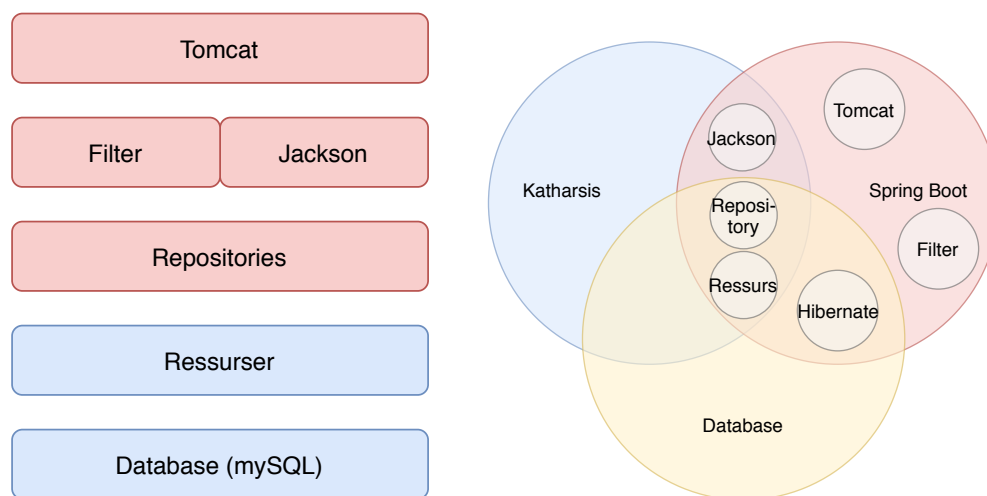 Tomcat
Filter
Jackson
Repositories
Ressurser
Database (mySQL)
Katharsis
Spring Boot
Database
Jackson
Tomcat
Reposi-
tory
Filter
Ressurs
Hibernate